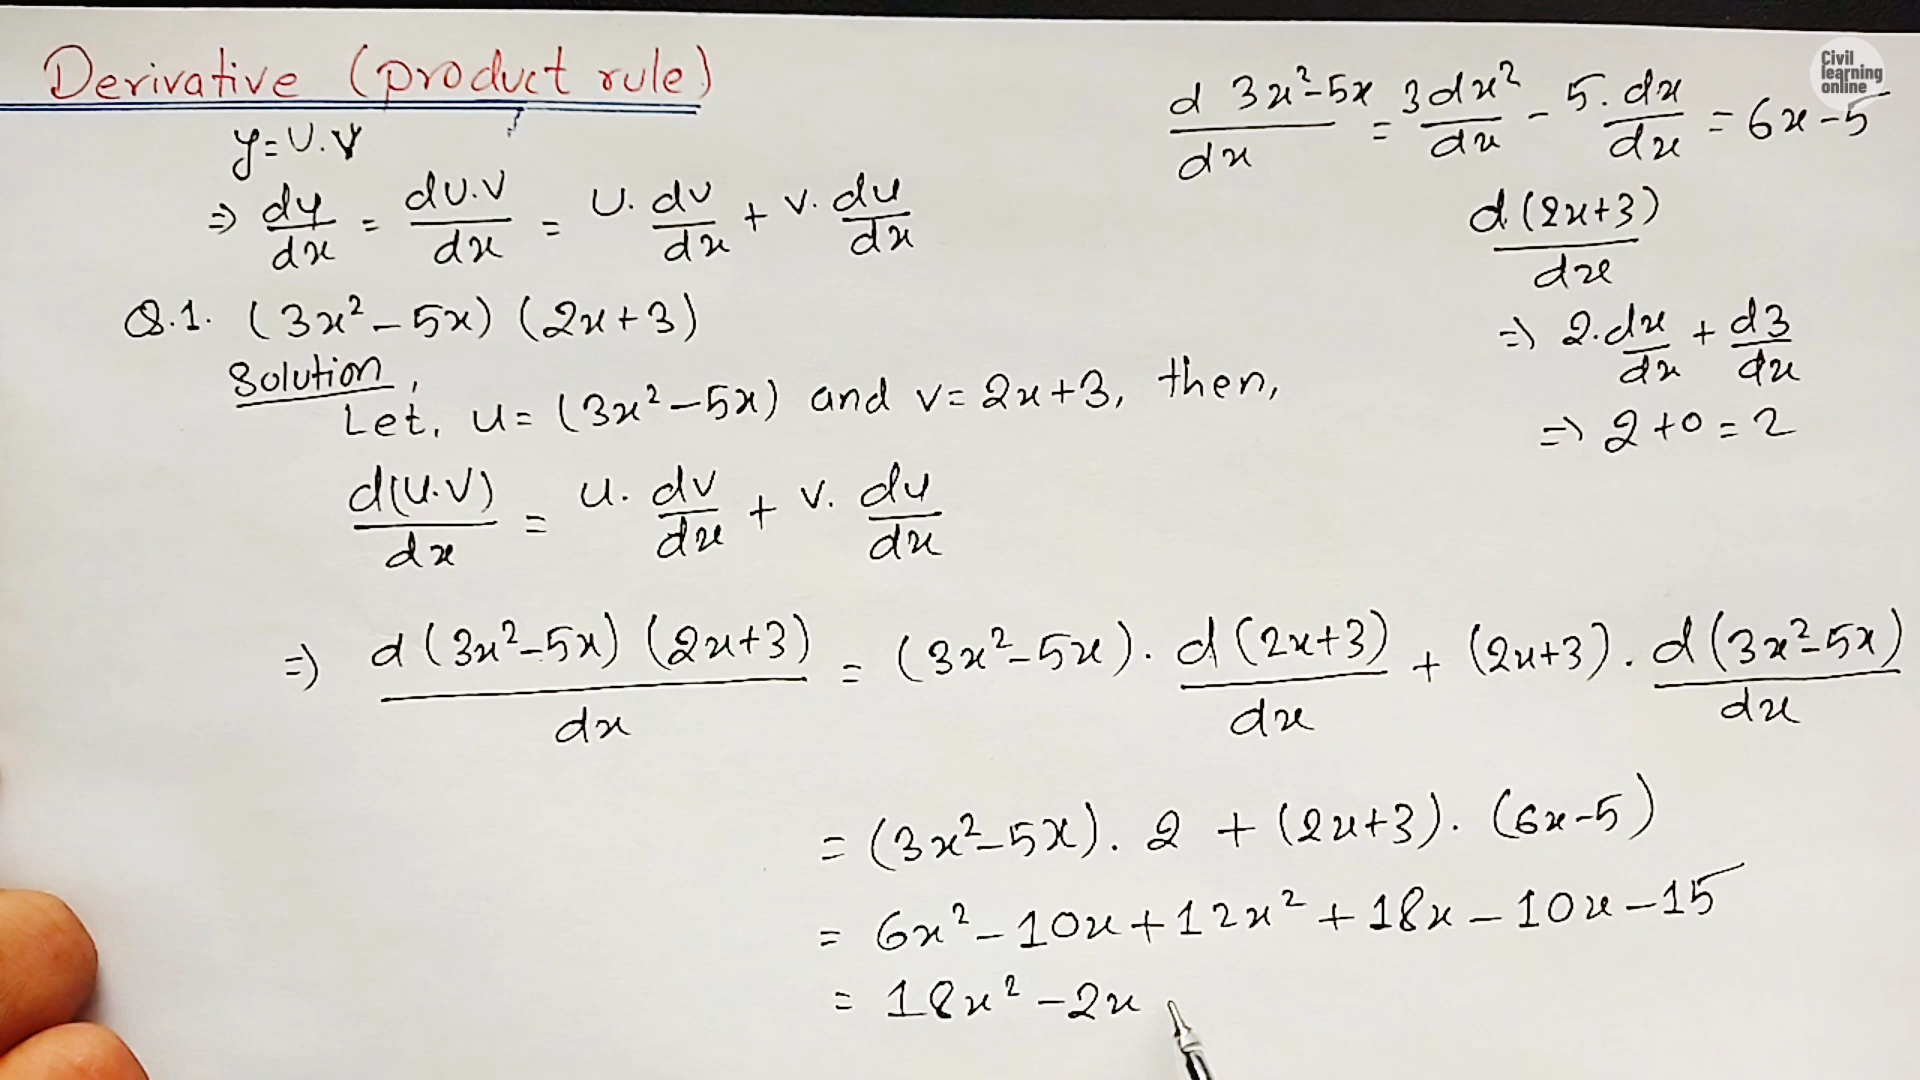 Derivative (product rule)
y=U.V
⇒ dy/dx = dU.V/dx = U. dv/dx + V. du/dx
Q.1. (3x² - 5x) (2x+3)
Solution,
Let, u= (3x² - 5x) and v= 2x+3, then,
d(U.V)/dx = u. dv/dx + v. du/dx
⇒ d (3x²-5x) (2x+3)/dx = (3x²-5x) . d(2x+3)/dx + (2x+3) . d(3x²-5x)/dx
= (3x²-5x). 2 + (2x+3). (6x-5)
= 6x² - 10x + 12x² + 18x - 10x - 15
= 18x² - 2x
d 3x²-5x/dx = 3dx²/dx - 5. dx/dx = 6x-5
d(2x+3)/dx
⇒ 2. dx/dx + d3/dx
⇒ 2+0 = 2
Civil
learning
online